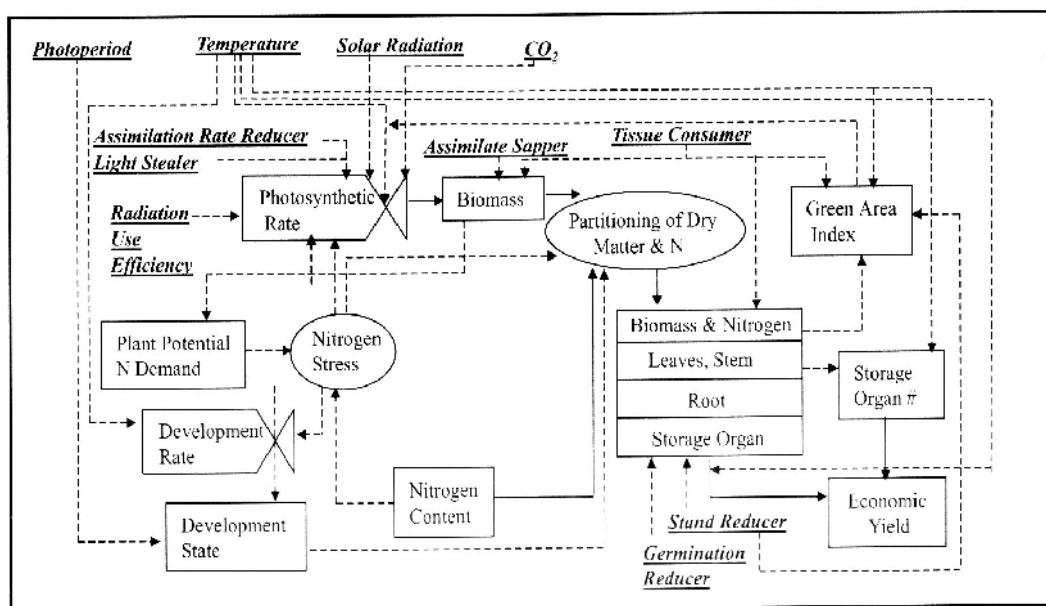 Photoperiod
Temperature
Solar Radiation
CO₂
Assimilation Rate Reducer
Light Stealer
Assimilate Sapper
Tissue Consumer
Photosynthetic
Rate
Biomass
Partitioning of Dry
Matter & N
Green Area
Index
Radiation
Use
Efficiency
Plant Potential
N Demand
Nitrogen
Stress
Biomass & Nitrogen
Leaves, Stem
Root
Storage Organ
Storage
Organ #
Development
Rate
Nitrogen
Content
Development
State
Stand Reducer
Germination
Reducer
Economic
Yield